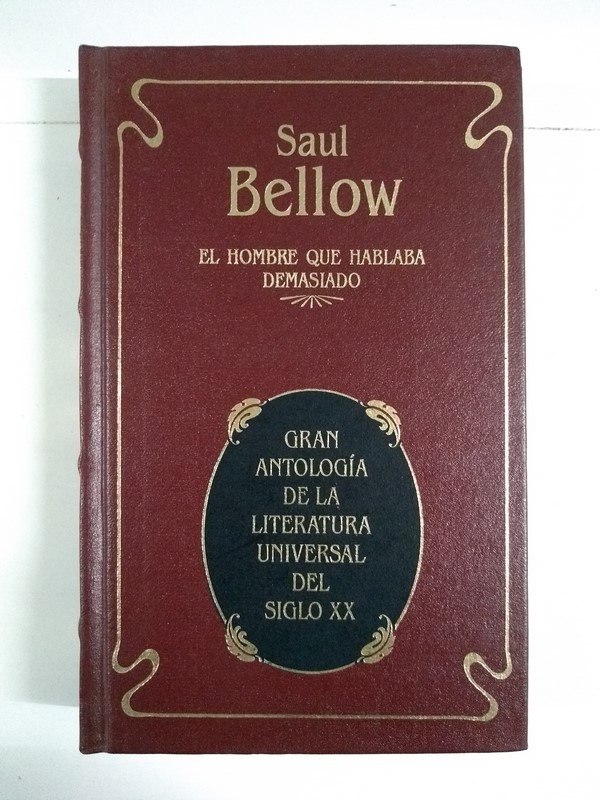 Saul
Bellow
EL HOMBRE QUE HABLABA
DEMASIADO
GRAN
ANTOLOGÍA
DE LA
LITERATURA
UNIVERSAL
DEL
SIGLO XX